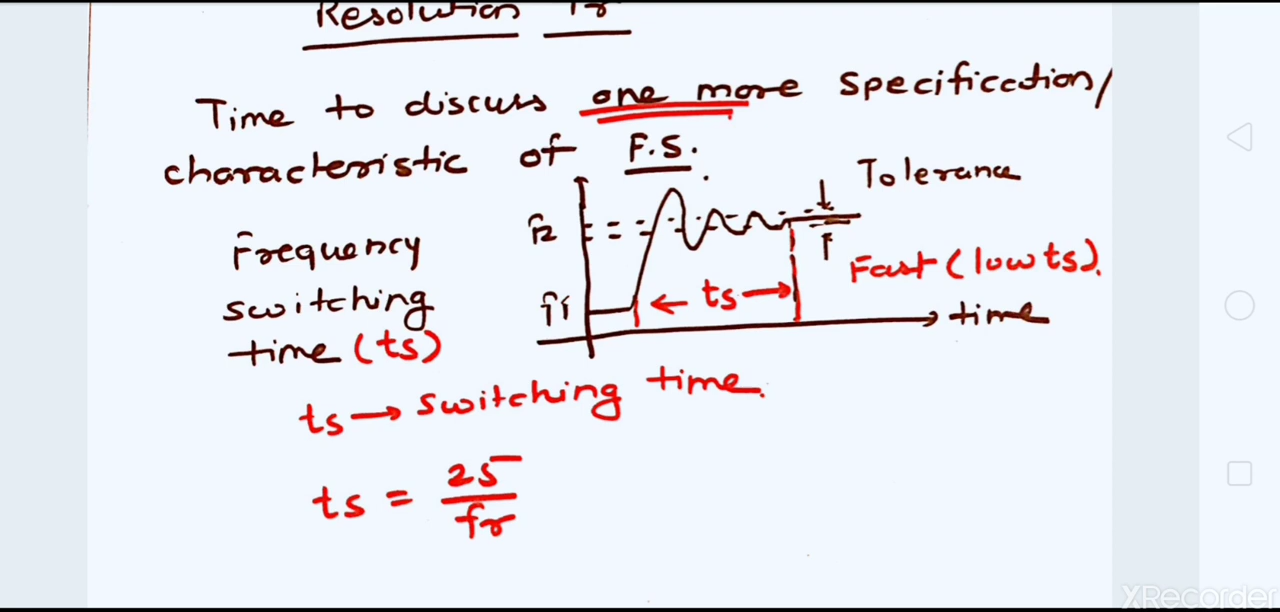 Resolution fr
Time to discuss one more specification/
characteristic of F.S.
Tolerance
f2
Frequency
switching
time (ts)
Fast (low ts).
f1
ts
time
ts → switching time.
ts = 25/fr
XRecorder